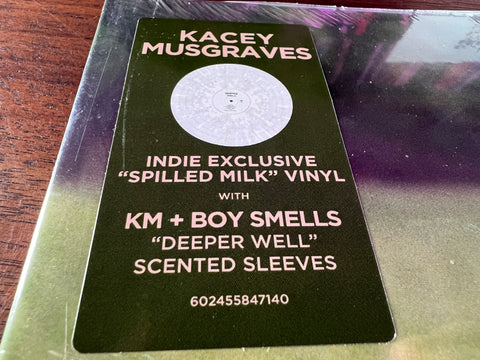 KACEY
MUSGRAVES
INDIE EXCLUSIVE
“SPILLED MILK” VINYL
WITH
KM + BOY SMELLS
“DEEPER WELL”
SCENTED SLEEVES
602455847140